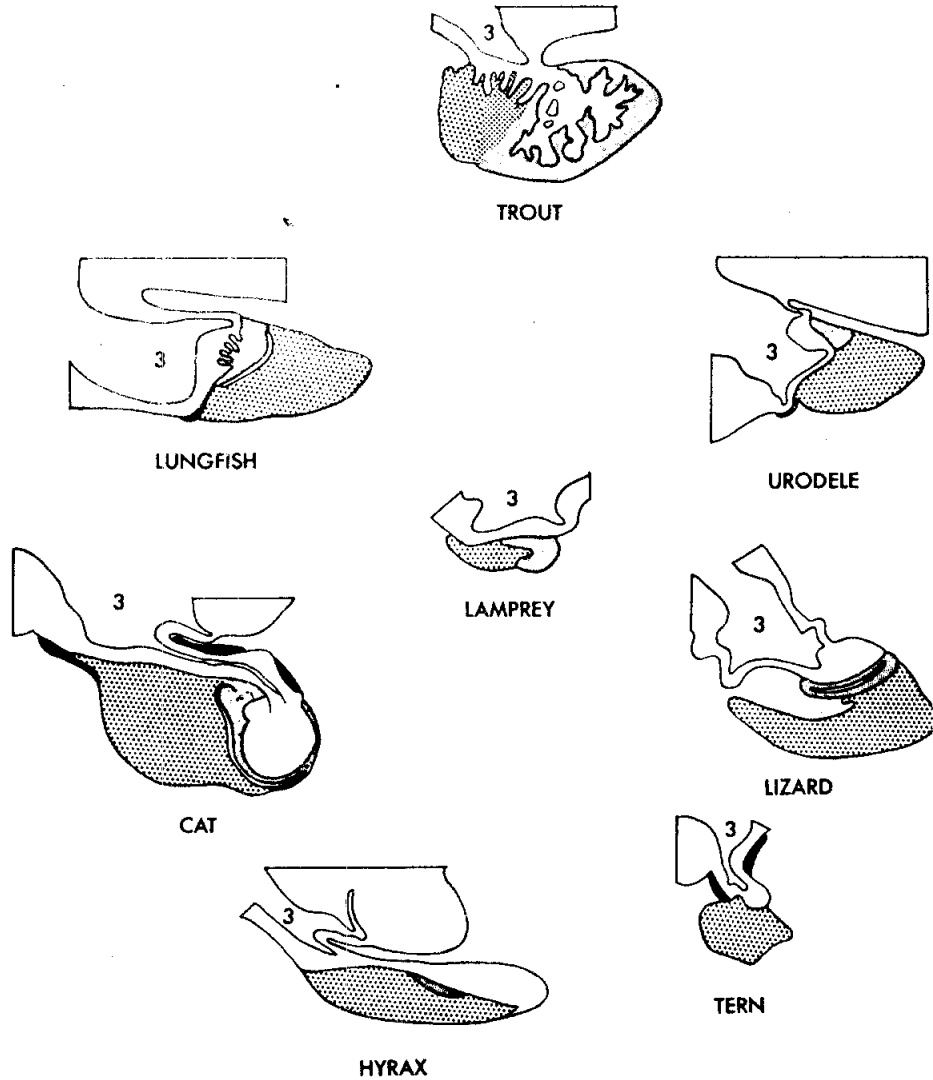 3
TROUT
3
LUNGFISH
3
URODELE
3
LAMPREY
3
CAT
3
LIZARD
3
HYRAX
3
TERN